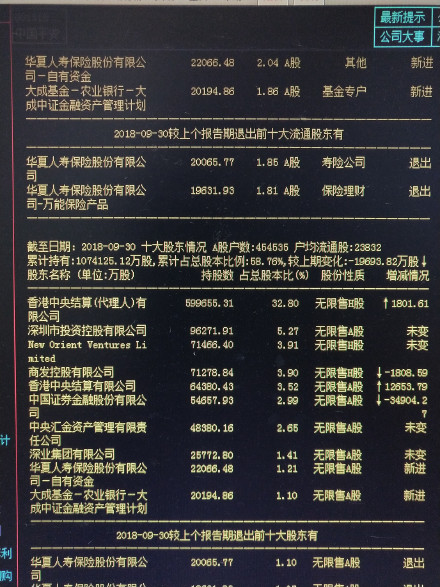 最新提示
中国平安
公司大事
华夏人寿保险股份有限公 22066.48 2.04 A股 其他 新进
司-自有资金
大成基金-农业银行-大 20194.86 1.86 A股 基金专户 新进
成中证金融资产管理计划
2018-09-30较上个报告期退出前十大流通股东有
华夏人寿保险股份有限公 20065.77 1.85 A股 寿险公司 退出
司
华夏人寿保险股份有限公 19631.93 1.81 A股 保险理财 退出
司-万能保险产品
截至日期: 2018-09-30 十大股东情况 A股户数:454535 户均流通股:23832
累计持有:1074125.12万股,累计占总股本比例:58.76%,较上期变化:-19693.82万股↓
股东名称 (单位:万股) 持股数 占总股本比(%) 股份性质 增减情况
香港中央结算(代理人)有 599655.31 32.80 无限售H股 ↑1801.61
限公司
深圳市投资控股有限公司 96271.91 5.27 无限售A股 未变
New Orient Ventures Li 71466.40 3.91 无限售H股 未变
mited
商发控股有限公司 71278.84 3.90 无限售H股 ↓-1808.59
香港中央结算有限公司 64380.43 3.52 无限售A股 ↑12653.79
中国证券金融股份有限公 54657.93 2.99 无限售A股 ↓-34904.2
司 7
中央汇金资产管理有限责 48380.16 2.65 无限售A股 未变
任公司
深业集团有限公司 25772.80 1.41 无限售A股 未变
华夏人寿保险股份有限公 22066.48 1.21 无限售A股 新进
司-自有资金
大成基金-农业银行-大 20194.86 1.10 无限售A股 新进
成中证金融资产管理计划
2018-09-30较上个报告期退出前十大股东有
华夏人寿保险股份有限公 20065.77 1.10 无限售A股 退出
司
计
利
购